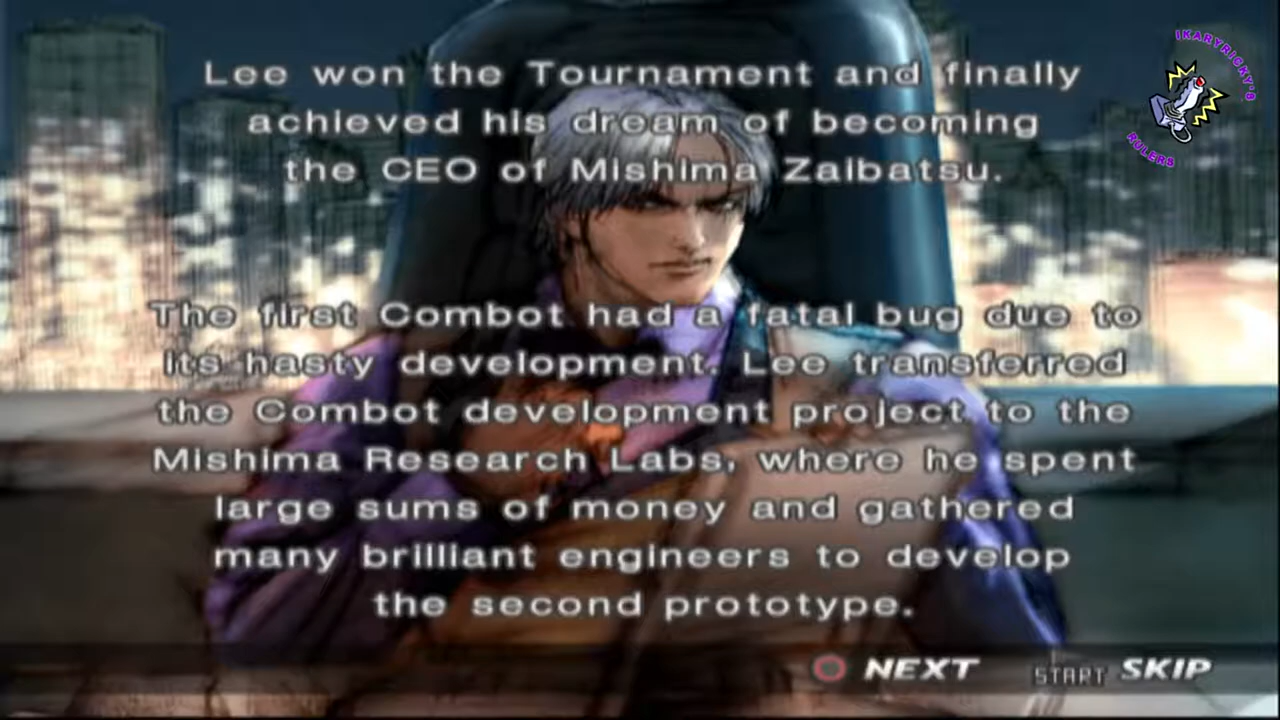 IKARYRICKY'S
RULERS
Lee won the Tournament and finally
achieved his dream of becoming
the CEO of Mishima Zaibatsu.
The first Combot had a fatal bug due to
its hasty development. Lee transferred
the Combot development project to the
Mishima Research Labs, where he spent
large sums of money and gathered
many brilliant engineers to develop
the second prototype.
NEXT START SKIP